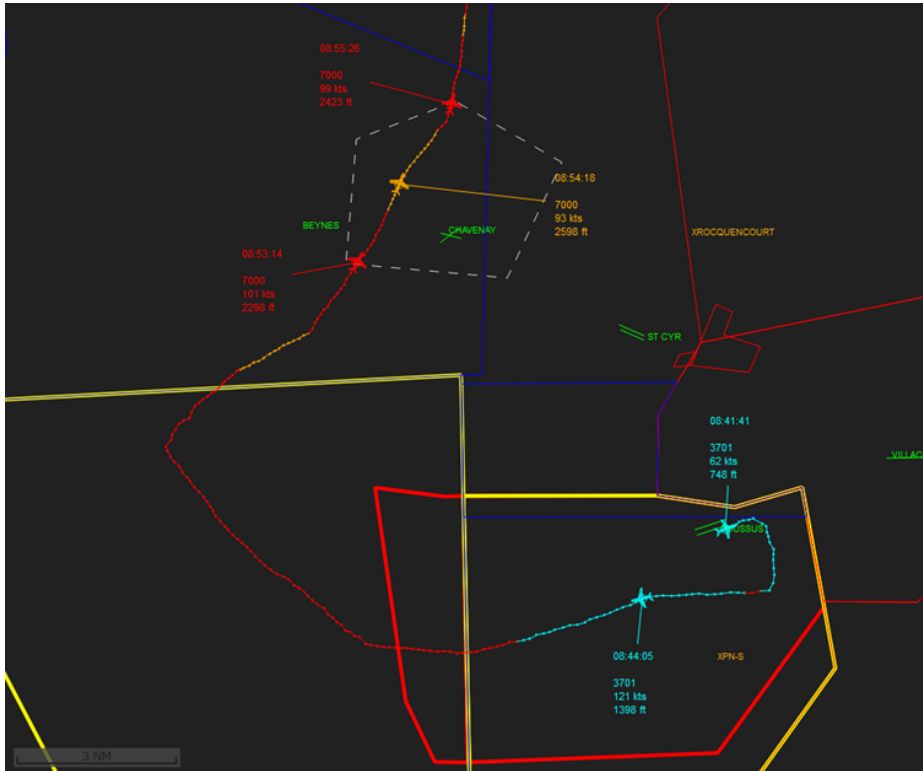 08:55:26
7000
99 kts
2423 ft
08:54:18
7000
93 kts
2598 ft
BEYNES
CHAVENAY
XROCQUENCOURT
08:53:14
7000
101 kts
2298 ft
ST CYR
08:41:41
3701
62 kts
748 ft
VILLAC
USSUS
08:44:05
3701
121 kts
1398 ft
XPN-S
3 NM